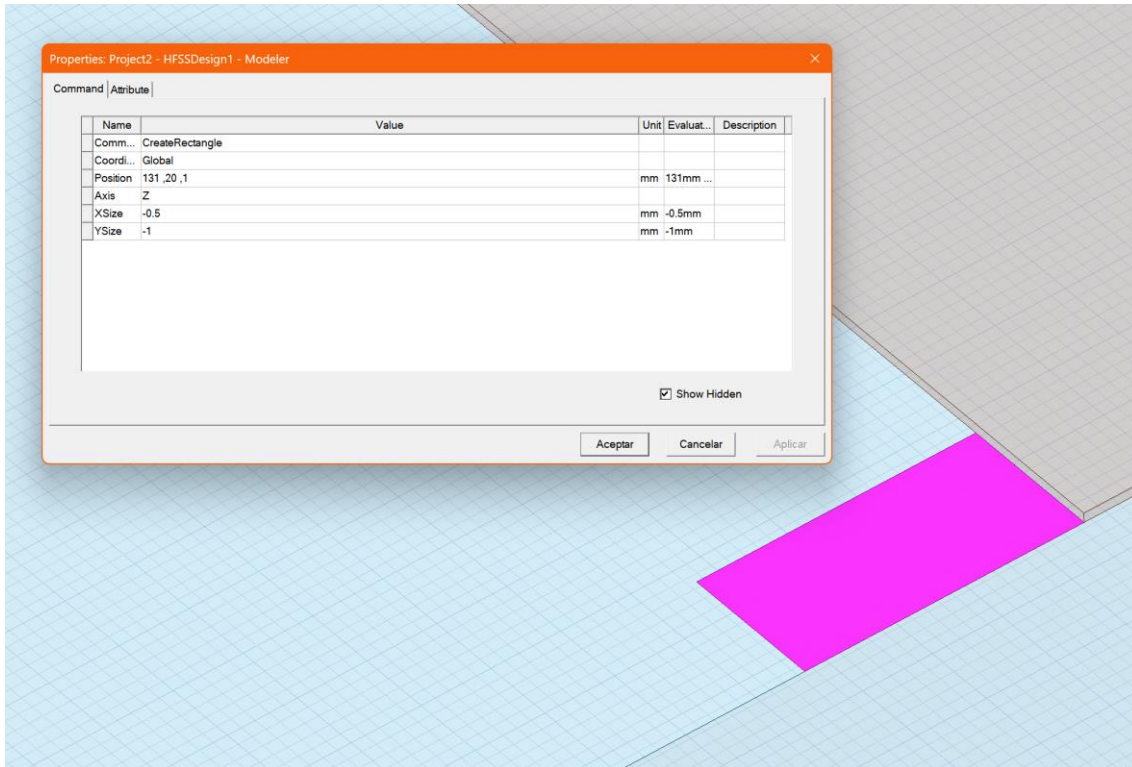 Properties: Project2 - HFSSDesign1 - Modeler
Command Attribute
Name Value Unit Evaluat... Description
Comm... CreateRectangle
Coordi... Global
Position 131 ,20 ,1 mm 131mm ...
Axis Z
XSize -0.5 mm -0.5mm
YSize -1 mm -1mm
Show Hidden
Aceptar Cancelar Aplicar